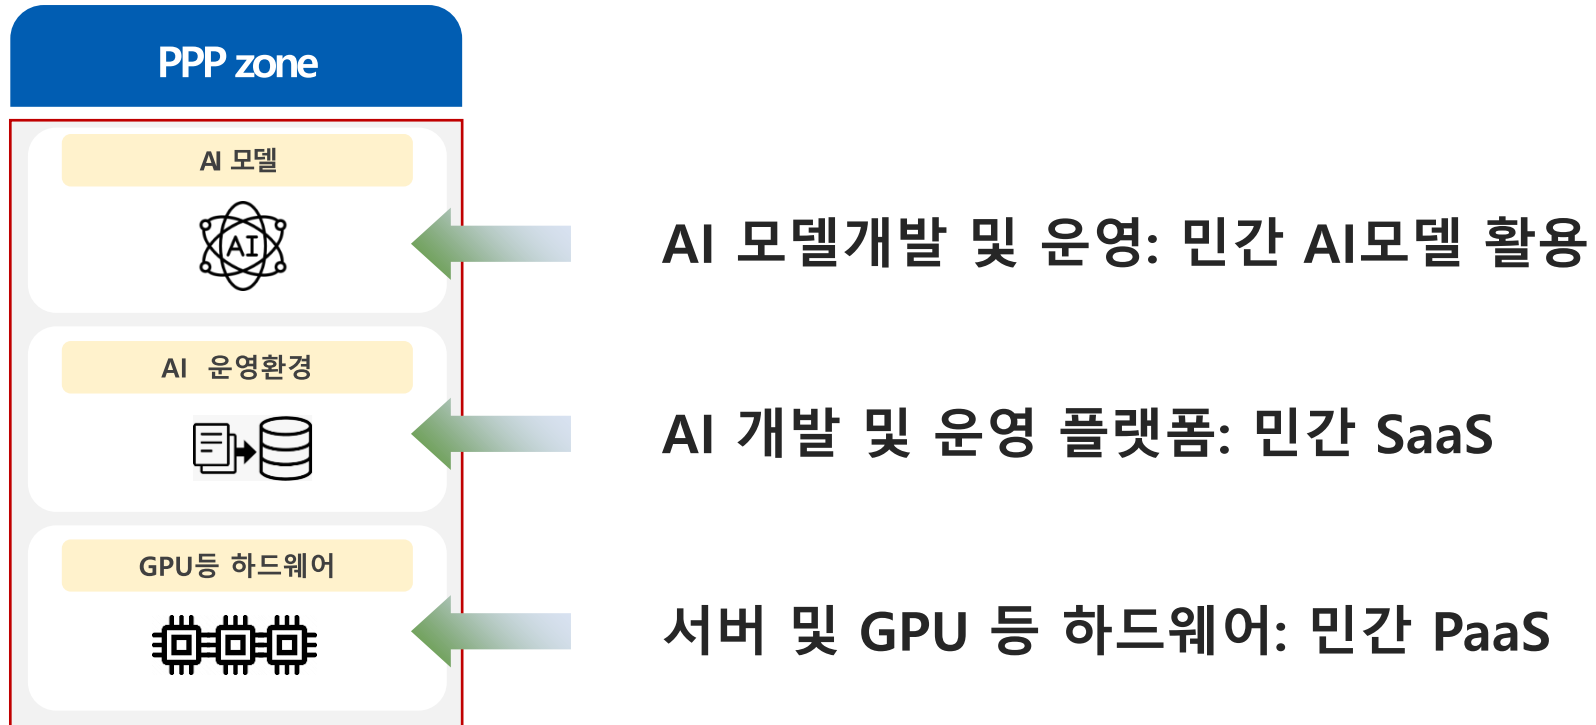 PPP zone
AI 모델
AI
AI 모델개발 및 운영: 민간 AI모델 활용
AI 운영환경
AI 개발 및 운영 플랫폼: 민간 SaaS
GPU등 하드웨어
서버 및 GPU 등 하드웨어: 민간 PaaS